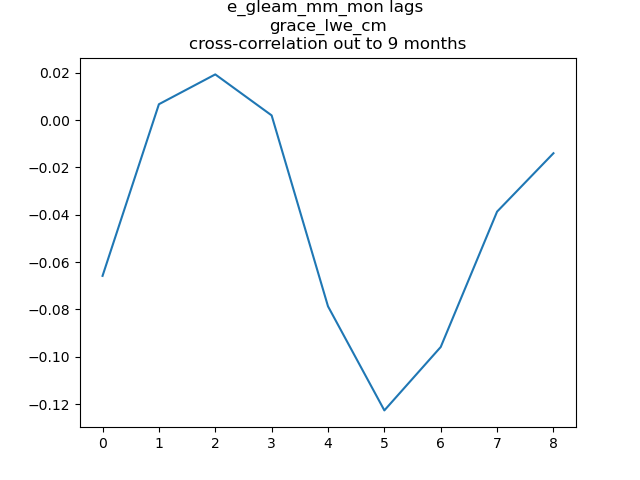 e_gleam_mm_mon lags
grace_lwe_cm
cross-correlation out to 9 months
0.02
0.00
−0.02
−0.04
−0.06
−0.08
−0.10
−0.12
0 1 2 3 4 5 6 7 8